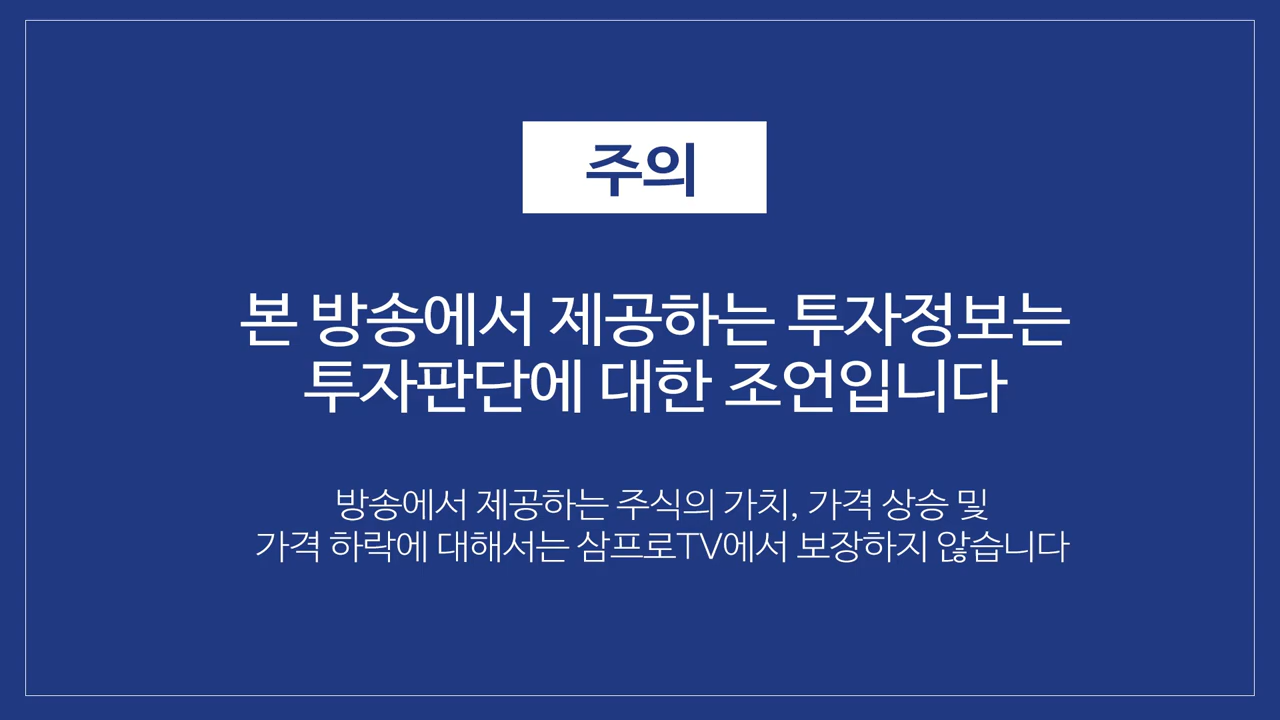 주의
본 방송에서 제공하는 투자정보는
투자판단에 대한 조언입니다
방송에서 제공하는 주식의 가치, 가격 상승 및
가격 하락에 대해서는 삼프로TV에서 보장하지 않습니다